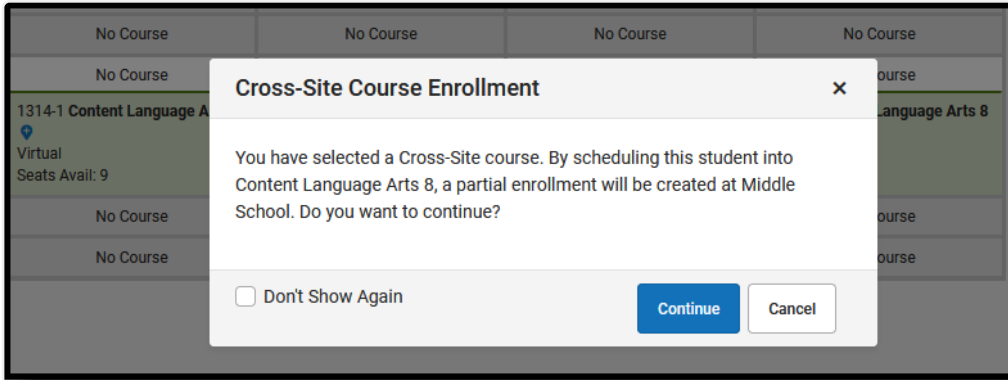 No Course No Course No Course No Course
No Course ourse
Cross-Site Course Enrollment ×
1314-1 Content Language A Language Arts 8
Virtual
Seats Avail: 9
You have selected a Cross-Site course. By scheduling this student into
Content Language Arts 8, a partial enrollment will be created at Middle
School. Do you want to continue?
No Course ourse
No Course ourse
Don't Show Again
Continue Cancel